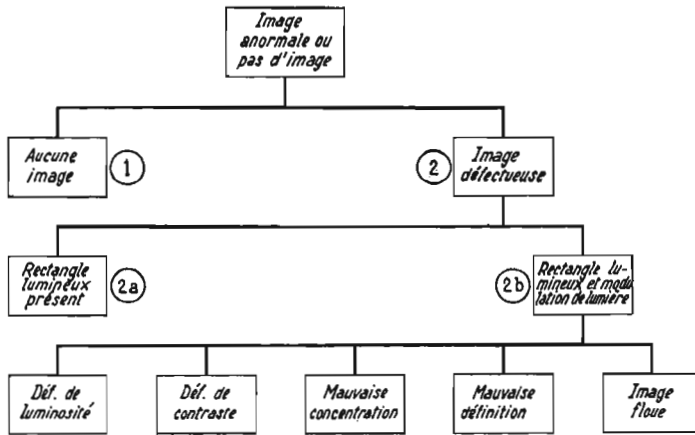 Image
anormale ou
pas d'image
Aucune
image
1
2
Image
défectueuse
Rectangle
lumineux
présent
2a
2b
Rectangle lu-
mineux et modu
lation de lumière
Déf. de
luminosité
Déf. de
contraste
Mauvaise
concentration
Mauvaise
définition
Image
floue